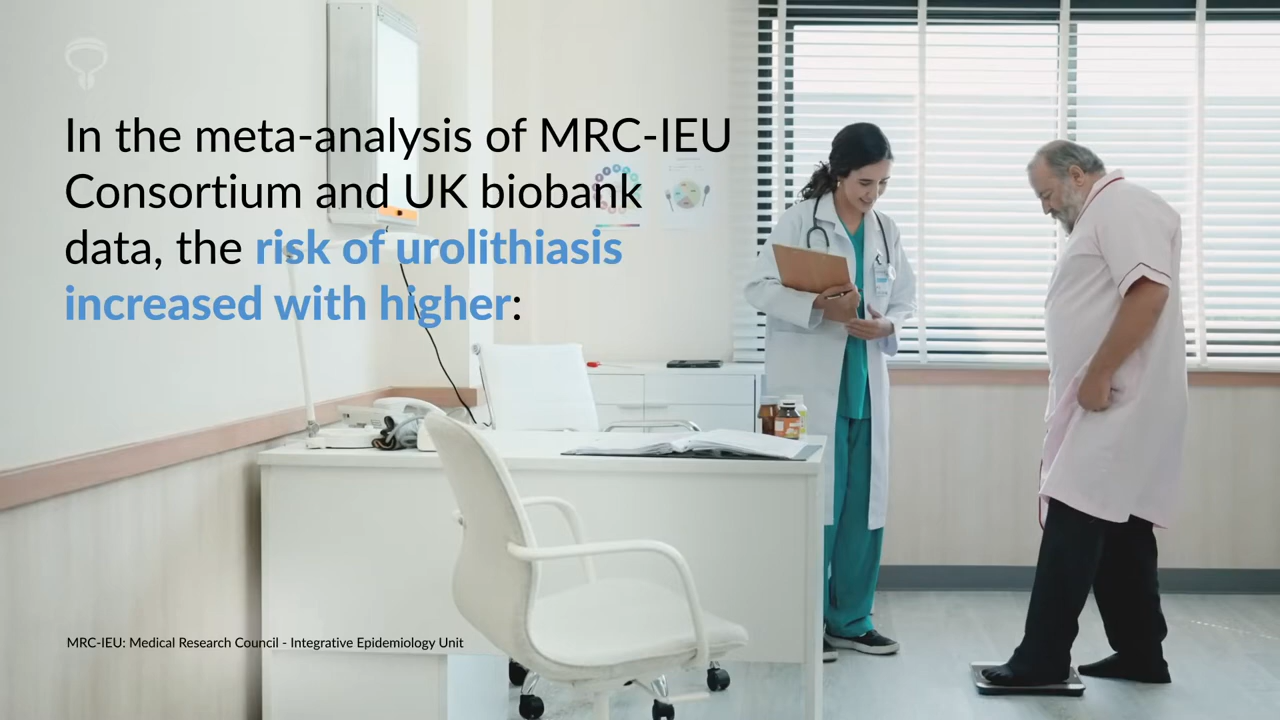 In the meta-analysis of MRC-IEU
Consortium and UK biobank
data, the risk of urolithiasis
increased with higher:
MRC-IEU: Medical Research Council - Integrative Epidemiology Unit